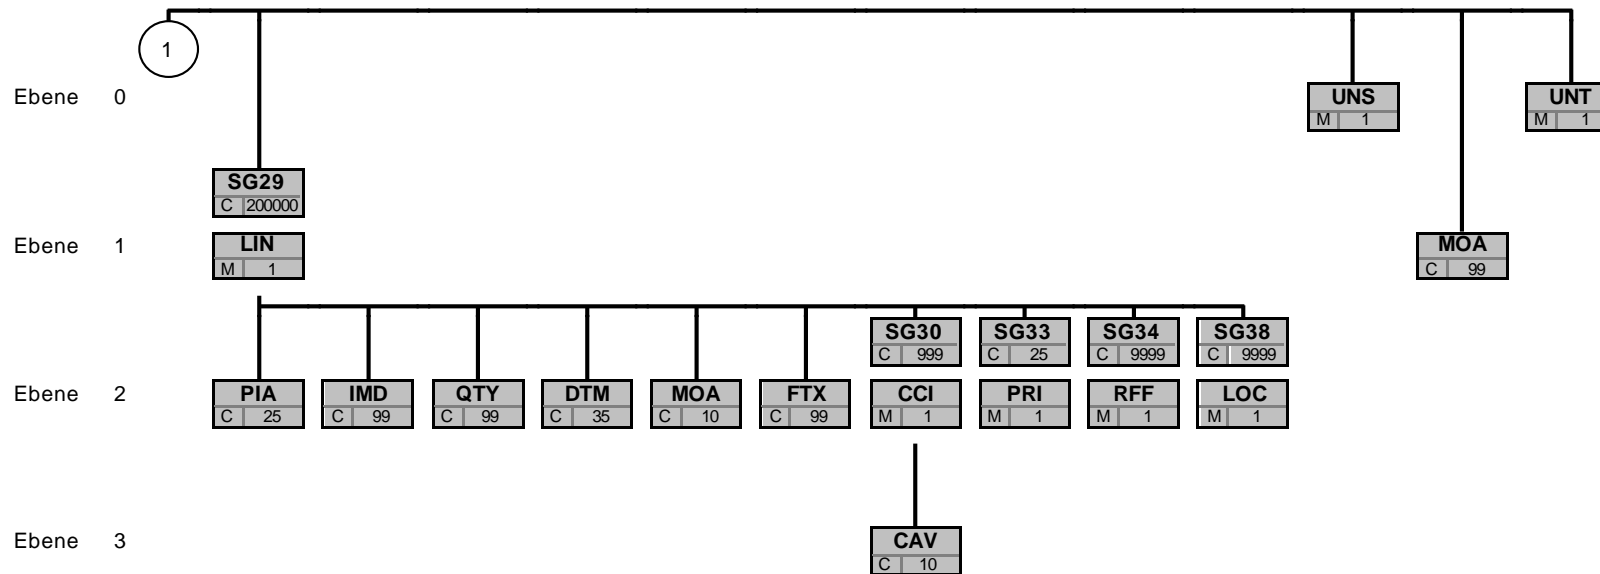 1
Ebene 0
UNS
M 1
UNT
M 1
SG29
C 200000
Ebene 1
LIN
M 1
MOA
C 99
SG30
C 999
SG33
C 25
SG34
C 9999
SG38
C 9999
Ebene 2
PIA
C 25
IMD
C 99
QTY
C 99
DTM
C 35
MOA
C 10
FTX
C 99
CCI
M 1
PRI
M 1
RFF
M 1
LOC
M 1
Ebene 3
CAV
C 10